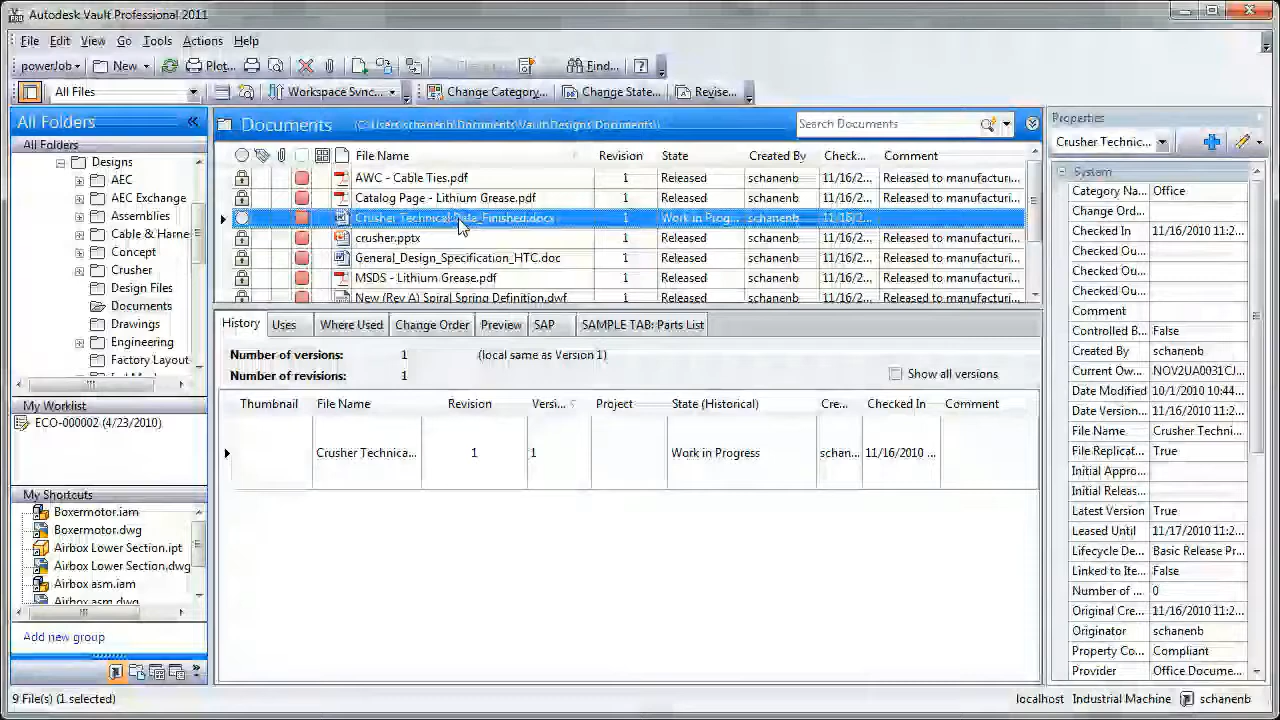 Autodesk Vault Professional 2011
File Edit View Go Tools Actions Help
powerJob New Plot... Find...
All Files Workspace Sync... Change Category... Change State... Revise...
All Folders
All Folders
Designs
AEC
AEC Exchange
Assemblies
Cable & Harne
Concept
Crusher
Design Files
Documents
Drawings
Engineering
Factory Layout
My Worklist
ECO-000002 (4/23/2010)
My Shortcuts
Boxermotor.iam
Boxermotor.dwg
Airbox Lower Section.ipt
Airbox Lower Section.dwg
Airbox asm.iam
Airbox asm.dwg
Add new group
Documents (C:\Users\schanenb\Documents\Vault\Designs\Documents\) Search Documents
File Name Revision State Created By Check... Comment
AWC - Cable Ties.pdf 1 Released schanenb 11/16/2... Released to manufacturi...
Catalog Page - Lithium Grease.pdf 1 Released schanenb 11/16/2... Released to manufacturi...
Crusher Technical Data_Finished.docx 1 Work in Prog... schanenb 11/16/2...
crusher.pptx 1 Released schanenb 11/16/2... Released to manufacturi...
General_Design_Specification_HTC.doc 1 Released schanenb 11/16/2... Released to manufacturi...
MSDS - Lithium Grease.pdf 1 Released schanenb 11/16/2... Released to manufacturi...
New (Rev A) Spiral Spring Definition.dwf 1 Released schanenb 11/16/2... Released to manufacturi...
History Uses Where Used Change Order Preview SAP SAMPLE TAB: Parts List
Number of versions: 1 (local same as Version 1)
Number of revisions: 1 Show all versions
Thumbnail File Name Revision Versi... Project State (Historical) Cre... Checked In Comment
Crusher Technica... 1 1 Work in Progress schan... 11/16/2010 ...
Properties
Crusher Technic...
System
Category Na... Office
Change Ord...
Checked In 11/16/2010 11:2...
Checked Ou...
Checked Ou...
Checked Ou...
Comment
Controlled B... False
Created By schanenb
Current Ow... NOV2UA0031CJ...
Date Modified 10/1/2010 10:44...
Date Version... 11/16/2010 11:2...
File Name Crusher Techni...
File Replicat... True
Initial Appro...
Initial Releas...
Latest Version True
Leased Until 11/17/2010 11:2...
Lifecycle De... Basic Release Pr...
Linked to Ite... False
Number of ... 0
Original Cre... 11/16/2010 11:2...
Originator schanenb
Property Co... Compliant
Provider Office Docume...
9 File(s) (1 selected) localhost Industrial Machine schanenb